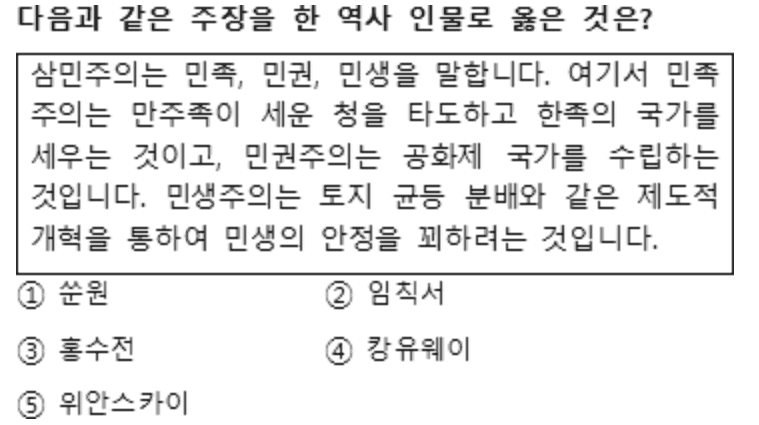 다음과 같은 주장을 한 역사 인물로 옳은 것은?
삼민주의는 민족, 민권, 민생을 말합니다. 여기서 민족
주의는 만주족이 세운 청을 타도하고 한족의 국가를
세우는 것이고, 민권주의는 공화제 국가를 수립하는
것입니다. 민생주의는 토지 균등 분배와 같은 제도적
개혁을 통하여 민생의 안정을 꾀하려는 것입니다.
① 쑨원 ② 임칙서
③ 홍수전 ④ 캉유웨이
⑤ 위안스카이